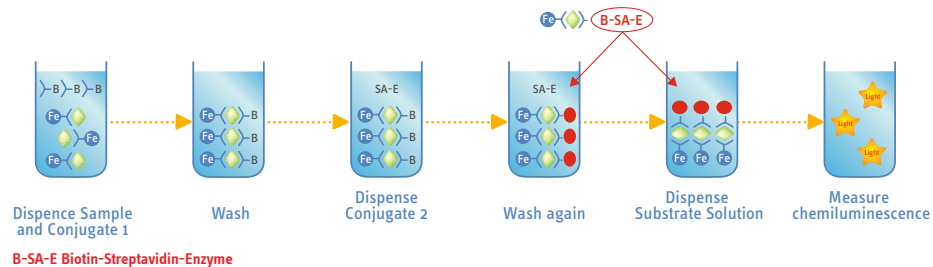 Fe B-SA-E
B B B
Fe
Fe
Fe
Fe B
Fe B
Fe B
SA-E
Fe B
Fe B
Fe B
SA-E
Fe
Fe
Fe
Fe Fe Fe
Light
Light
Light
Dispence Sample
and Conjugate 1
Wash
Dispense
Conjugate 2
Wash again
Dispense
Substrate Solution
Measure
chemiluminescence
B-SA-E Biotin-Streptavidin-Enzyme